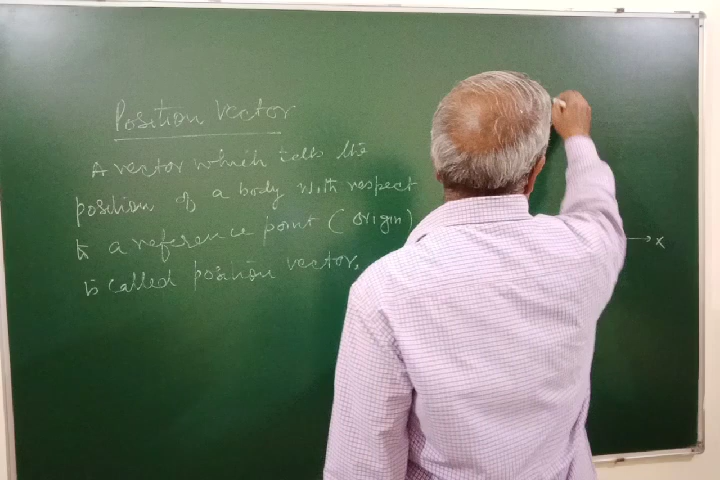 Position Vector
A vector which tells the
position of a body with respect
to a reference point (origin)
is called position vector.
x